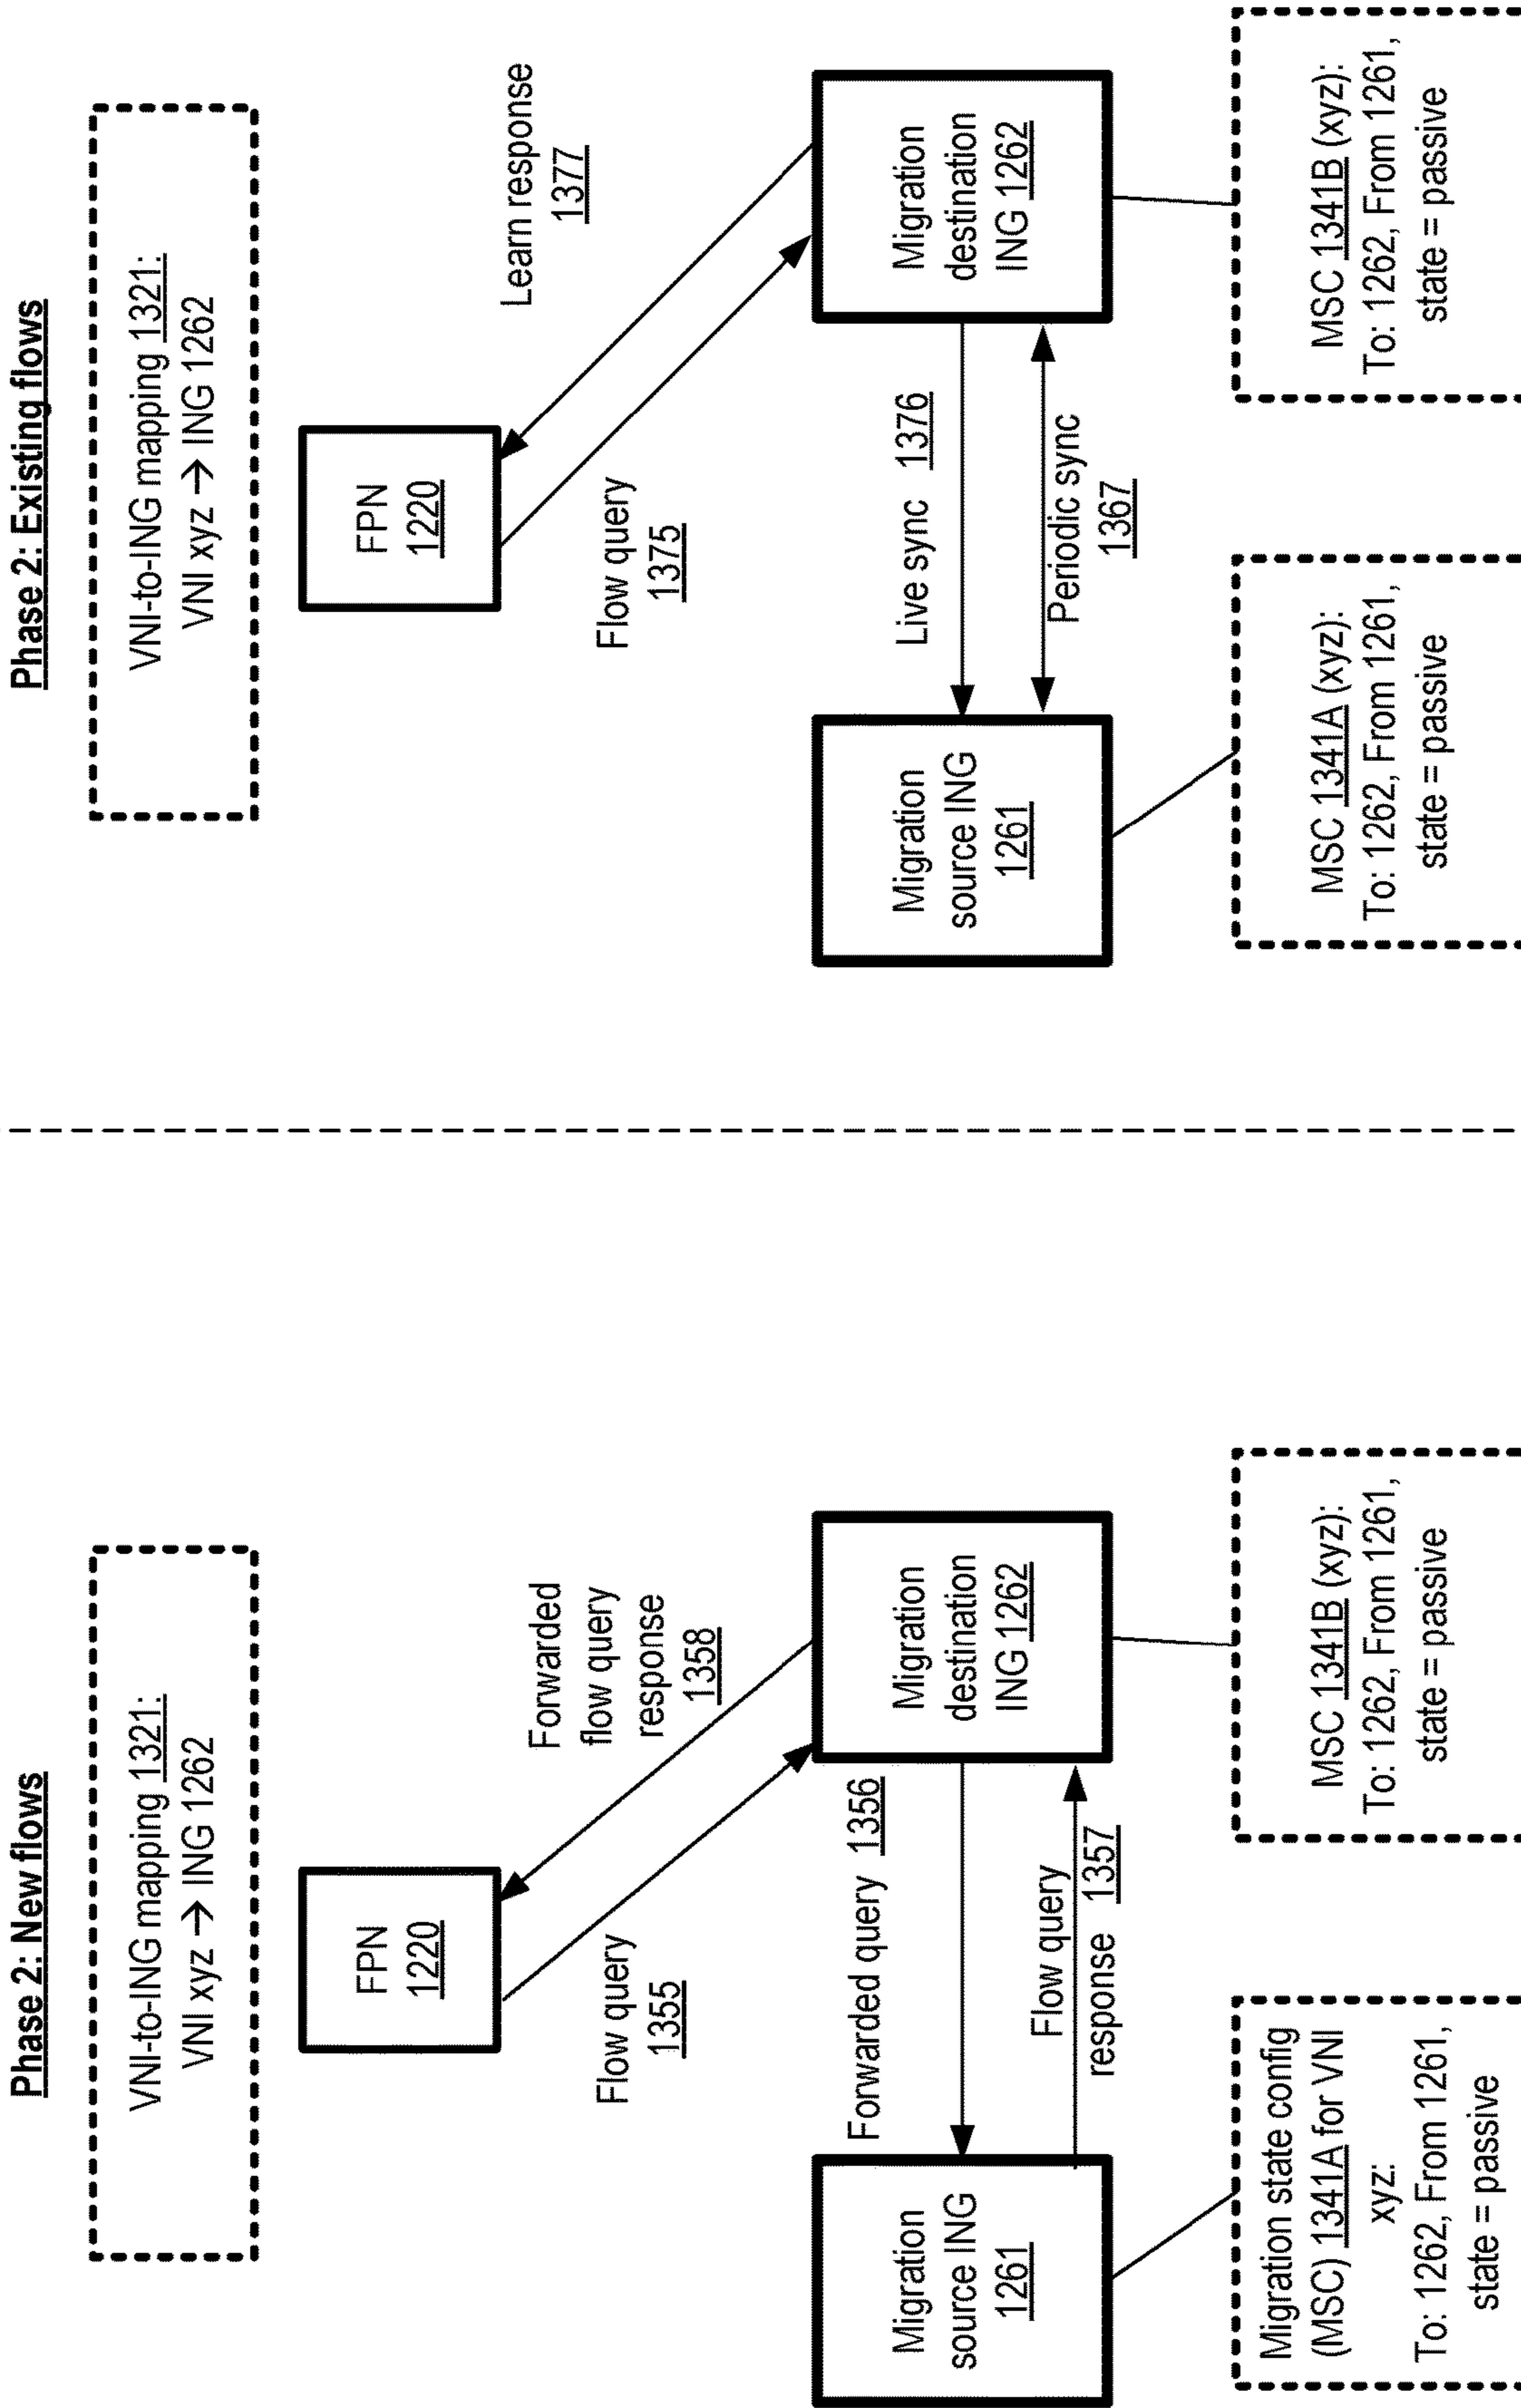 Phase 2: New flows
VNI-to-ING mapping 1321:
VNI xyz → ING 1262
FPN
1220
Flow query
1355
Forwarded
flow query
response
1358
Migration
source ING
1261
Forwarded query 1356
Flow query
response 1357
Migration
destination
ING 1262
Migration state config
(MSC) 1341A for VNI
xyz:
To: 1262, From 1261,
state = passive
MSC 1341B (xyz):
To: 1262, From 1261,
state = passive
Phase 2: Existing flows
VNI-to-ING mapping 1321:
VNI xyz → ING 1262
FPN
1220
Flow query
1375
Learn response
1377
Migration
source ING
1261
Live sync 1376
Periodic sync
1367
Migration
destination
ING 1262
MSC 1341A (xyz):
To: 1262, From 1261,
state = passive
MSC 1341B (xyz):
To: 1262, From 1261,
state = passive